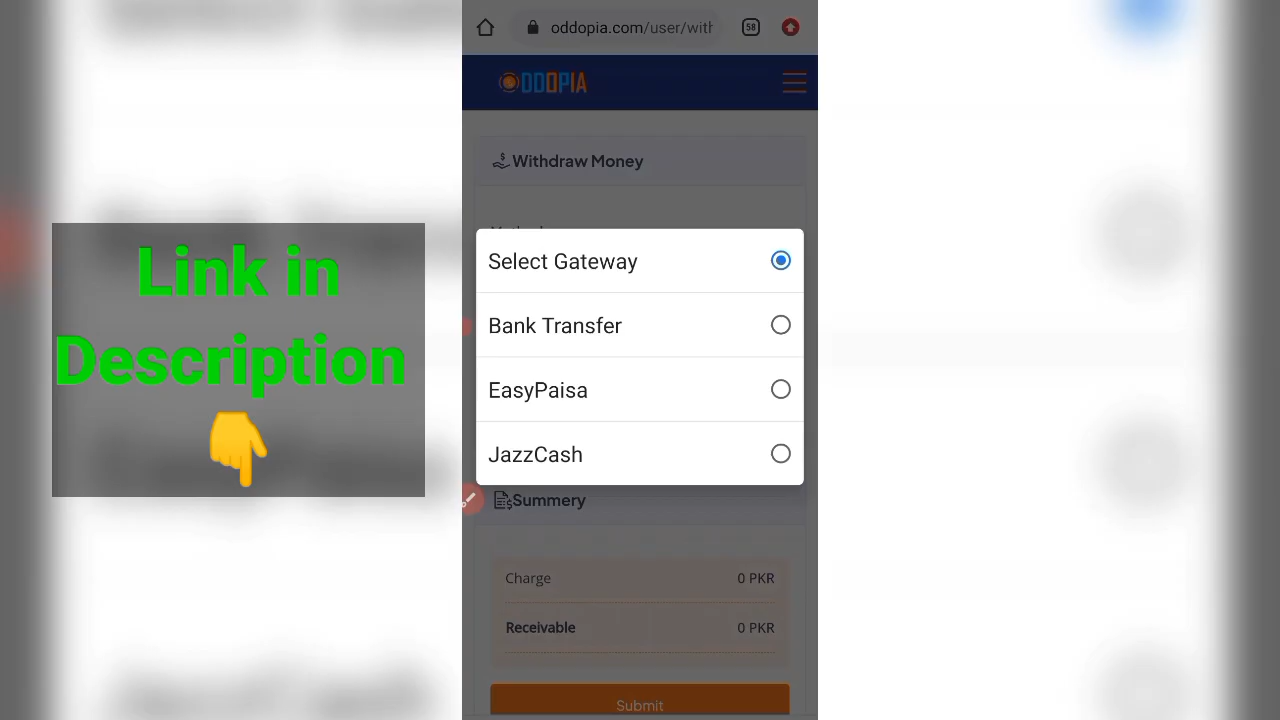 58
oddopia.com/user/with
ODDOPIA
Withdraw Money
Select Gateway
Bank Transfer
EasyPaisa
JazzCash
Summery
Charge 0 PKR
Receivable 0 PKR
Submit
Link in
Description